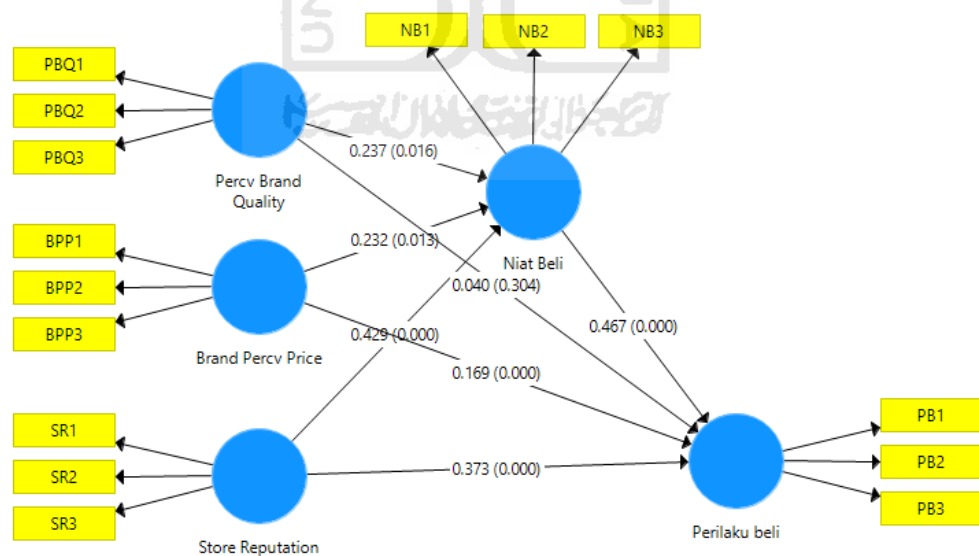 NB1
NB2
NB3
PBQ1
PBQ2
PBQ3
Percv Brand
Quality
0.237 (0.016)
Niat Beli
BPP1
BPP2
BPP3
Brand Percv Price
0.232 (0.013)
0.040 (0.304)
0.429 (0.000)
0.467 (0.000)
0.169 (0.000)
SR1
SR2
SR3
Store Reputation
0.373 (0.000)
PB1
PB2
PB3
Perilaku beli